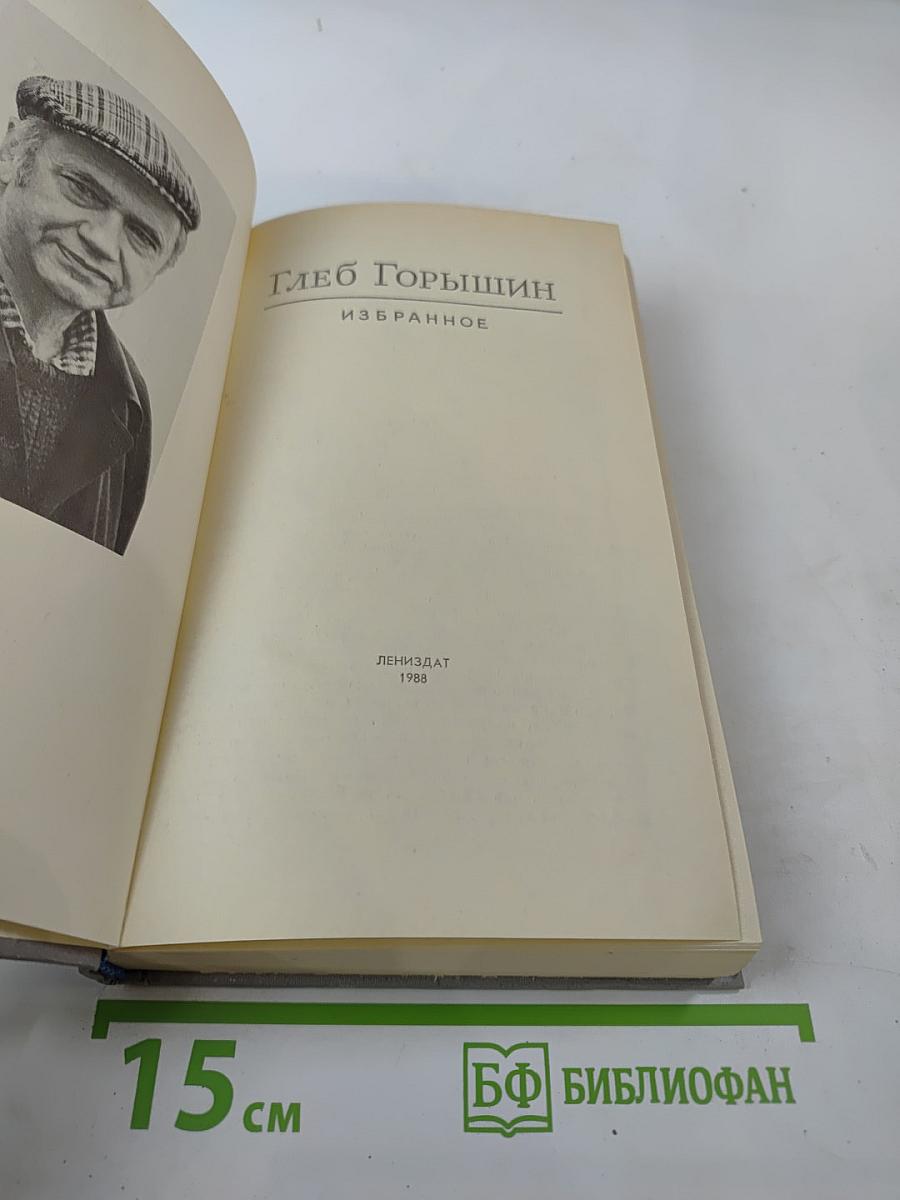 Глеб Горышин
ИЗБРАННОЕ
ЛЕНИЗДАТ
1988
15 см
БФ БИБЛИОФАН